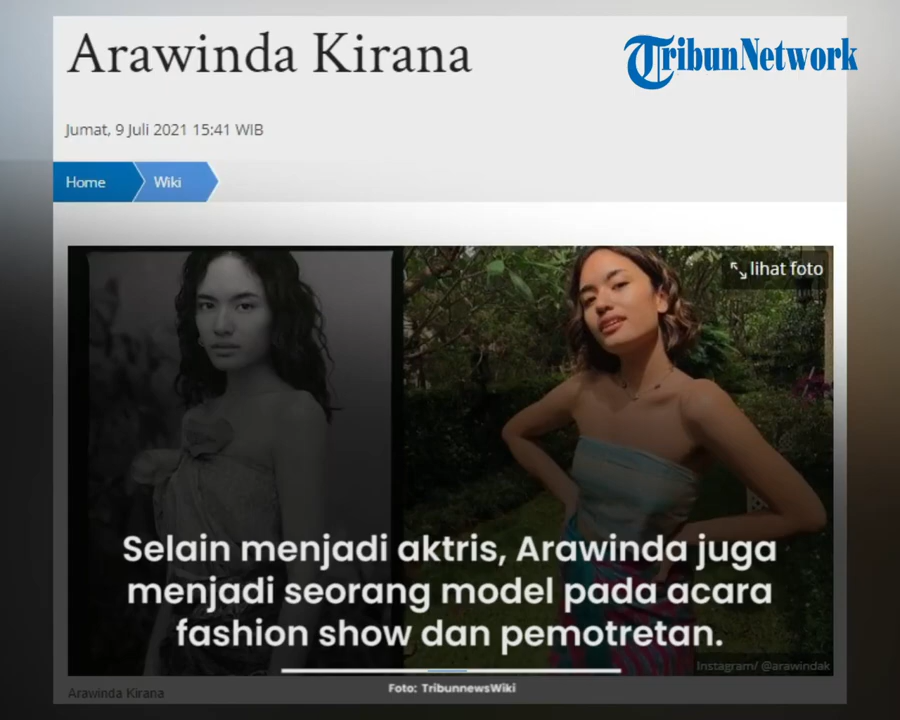 Arawinda Kirana
TribunNetwork
Jumat, 9 Juli 2021 15:41 WIB
Home
Wiki
lihat foto
Selain menjadi aktris, Arawinda juga
menjadi seorang model pada acara
fashion show dan pemotretan.
Instagram/ @arawindak
Foto: TribunnewsWiki
Arawinda Kirana